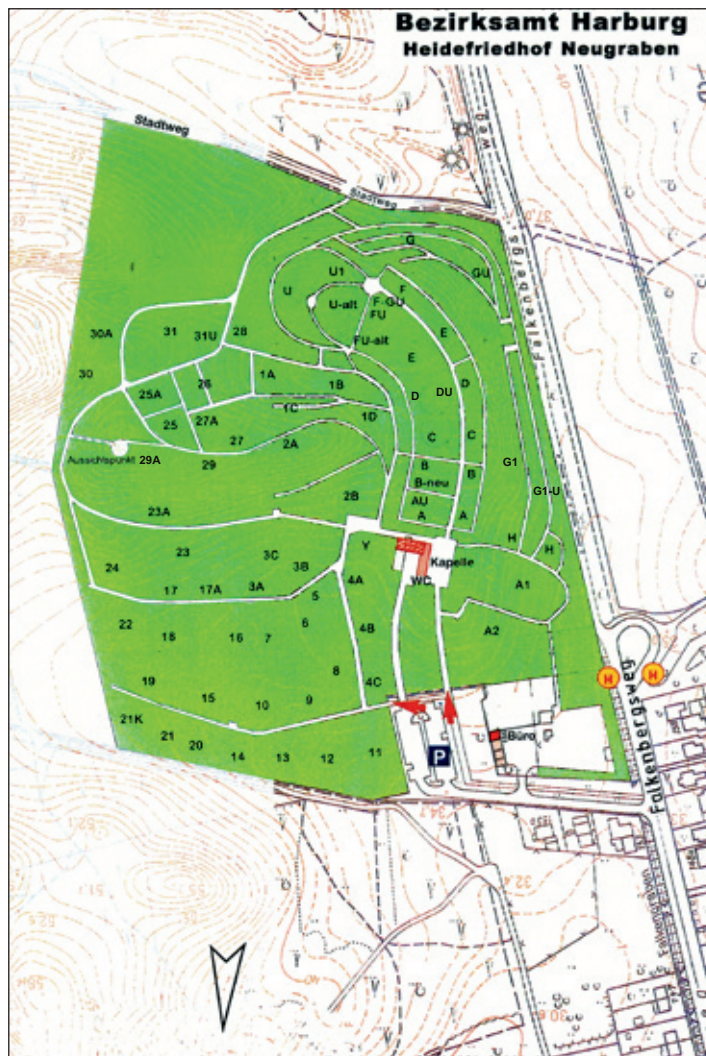 Bezirksamt Harburg
Heidefriedhof Neugraben
Stadtweg
Stadtweg
weg
Falkenbergs
G
GU
U1
U
U-alt
F
F-GU
FU
FU-alt
E
E
30A
31
31U
28
30
26
1A
1B
25A
1C
1D
D
DU
D
25
27A
27
2A
C
C
Aussichtspunkt 29A
29
B
B
G1
B-neu
2B
AU
G1-U
23A
A
A
H
H
Y
Kapelle
23
3C
3B
WC
24
4A
A1
17
17A
3A
5
22
18
16
7
6
4B
A2
8
19
4C
H
H
15
10
9
Falkenbergsweg
21K
21
20
14
13
12
11
P
Büro